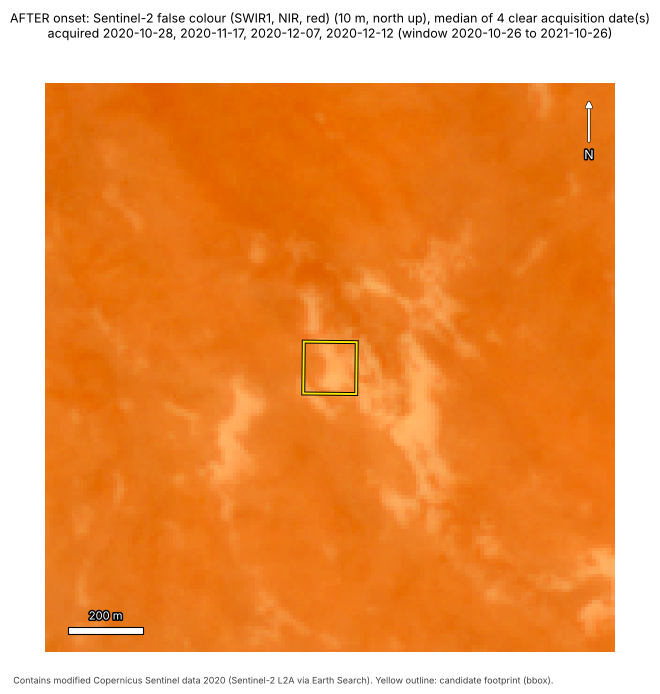 AFTER onset: Sentinel-2 false colour (SWIR1, NIR, red) (10 m, north up), median of 4 clear acquisition date(s)
acquired 2020-10-28, 2020-11-17, 2020-12-07, 2020-12-12 (window 2020-10-26 to 2021-10-26)
N
200 m
Contains modified Copernicus Sentinel data 2020 (Sentinel-2 L2A via Earth Search). Yellow outline: candidate footprint (bbox).